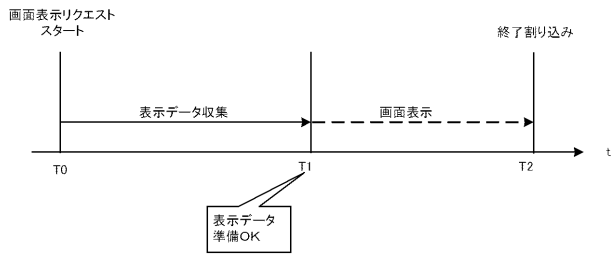 画面表示リクエスト
スタート
終了割り込み
表示データ収集
画面表示
t
T0
T1
T2
表示データ
準備OK